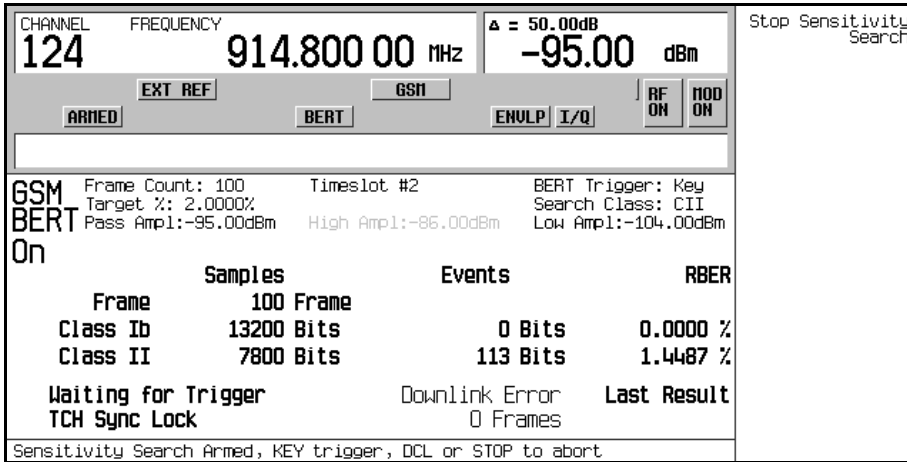 CHANNEL FREQUENCY Δ = 50.00dB
124 914.800 00 MHz -95.00 dBm
Stop Sensitivity
Search
EXT REF GSM RF ON MOD ON
ARMED BERT ENVLP I/Q
GSM BERT On
Frame Count: 100 Timeslot #2 BERT Trigger: Key
Target %: 2.0000% Search Class: CII
Pass Ampl:-95.00dBm High Ampl:-86.00dBm Low Ampl:-104.00dBm
Samples Events RBER
Frame 100 Frame
Class Ib 13200 Bits 0 Bits 0.0000 %
Class II 7800 Bits 113 Bits 1.4487 %
Waiting for Trigger Downlink Error Last Result
TCH Sync Lock 0 Frames
Sensitivity Search Armed, KEY trigger, DCL or STOP to abort